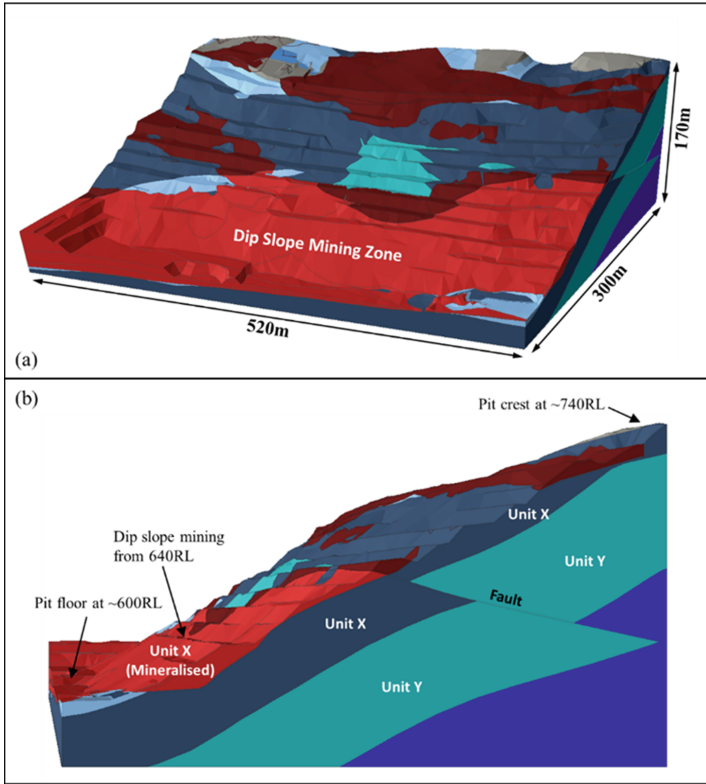 Dip Slope Mining Zone
170m
300m
520m
(a)
(b)
Pit crest at ~740RL
Dip slope mining
from 640RL
Pit floor at ~600RL
Unit X
Unit Y
Fault
Unit X
Unit X
(Mineralised)
Unit Y